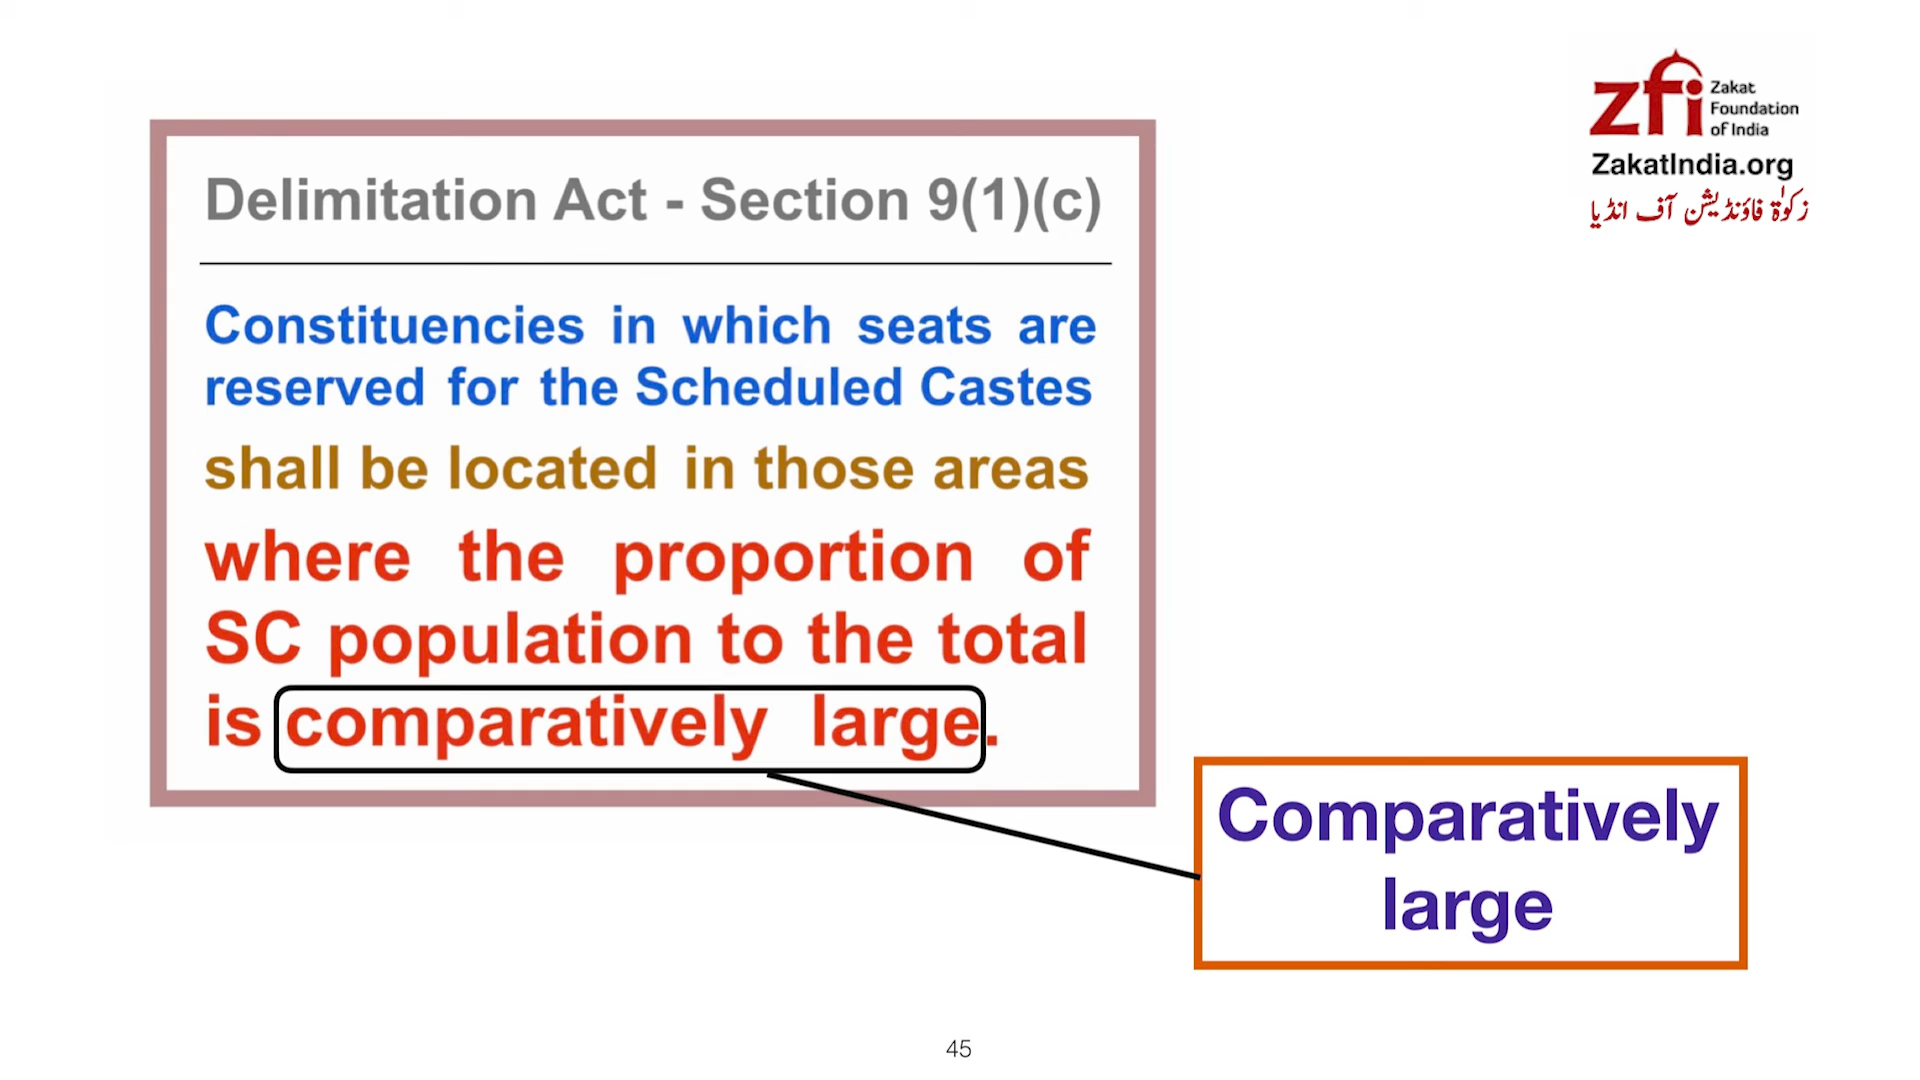 zfi
Zakat
Foundation
of India
ZakatIndia.org
زکوٰۃ فاؤنڈیشن آف انڈیا
Delimitation Act - Section 9(1)(c)
Constituencies in which seats are
reserved for the Scheduled Castes
shall be located in those areas
where the proportion of
SC population to the total
is comparatively large.
Comparatively
large
45